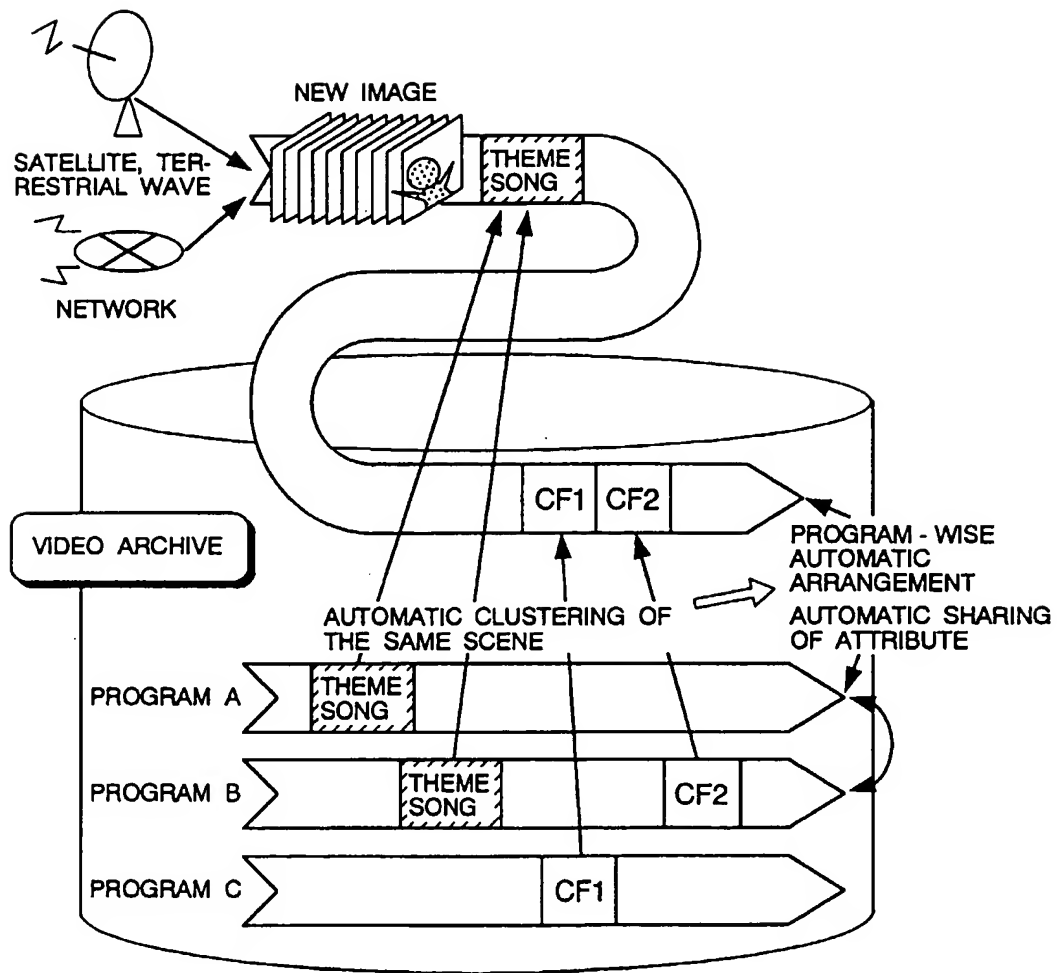 NEW IMAGE
SATELLITE, TER-
RESTRIAL WAVE
THEME
SONG
NETWORK
CF1 CF2
VIDEO ARCHIVE
PROGRAM - WISE
AUTOMATIC
ARRANGEMENT
AUTOMATIC SHARING
OF ATTRIBUTE
AUTOMATIC CLUSTERING OF
THE SAME SCENE
PROGRAM A
THEME
SONG
PROGRAM B
THEME
SONG
CF2
PROGRAM C
CF1